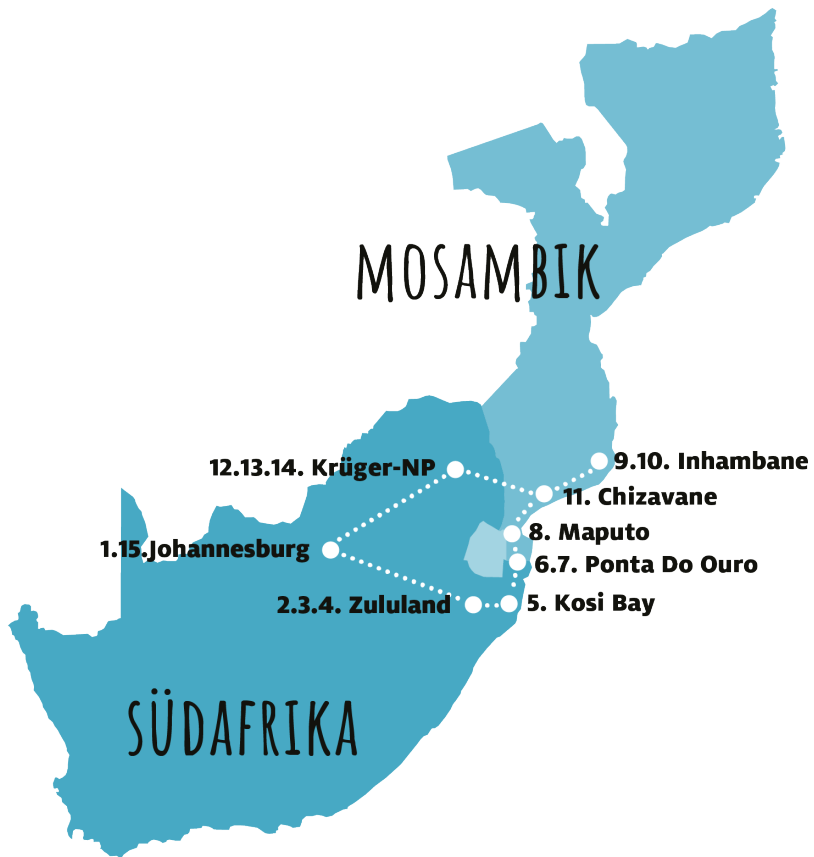 MOSAMBIK
12.13.14. Krüger-NP
9.10. Inhambane
11. Chizavane
8. Maputo
1.15.Johannesburg
6.7. Ponta Do Ouro
2.3.4. Zululand
5. Kosi Bay
SÜDAFRIKA